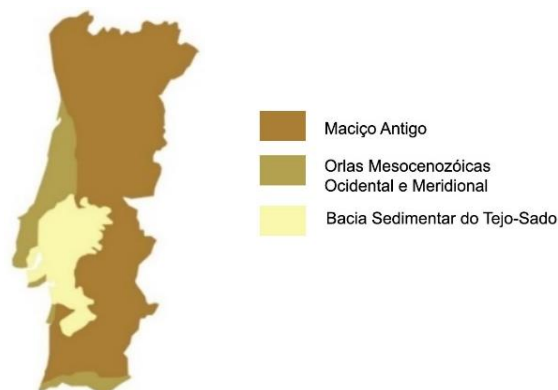 Maciço Antigo
Orlas Mesocenozóicas
Ocidental e Meridional
Bacia Sedimentar do Tejo-Sado